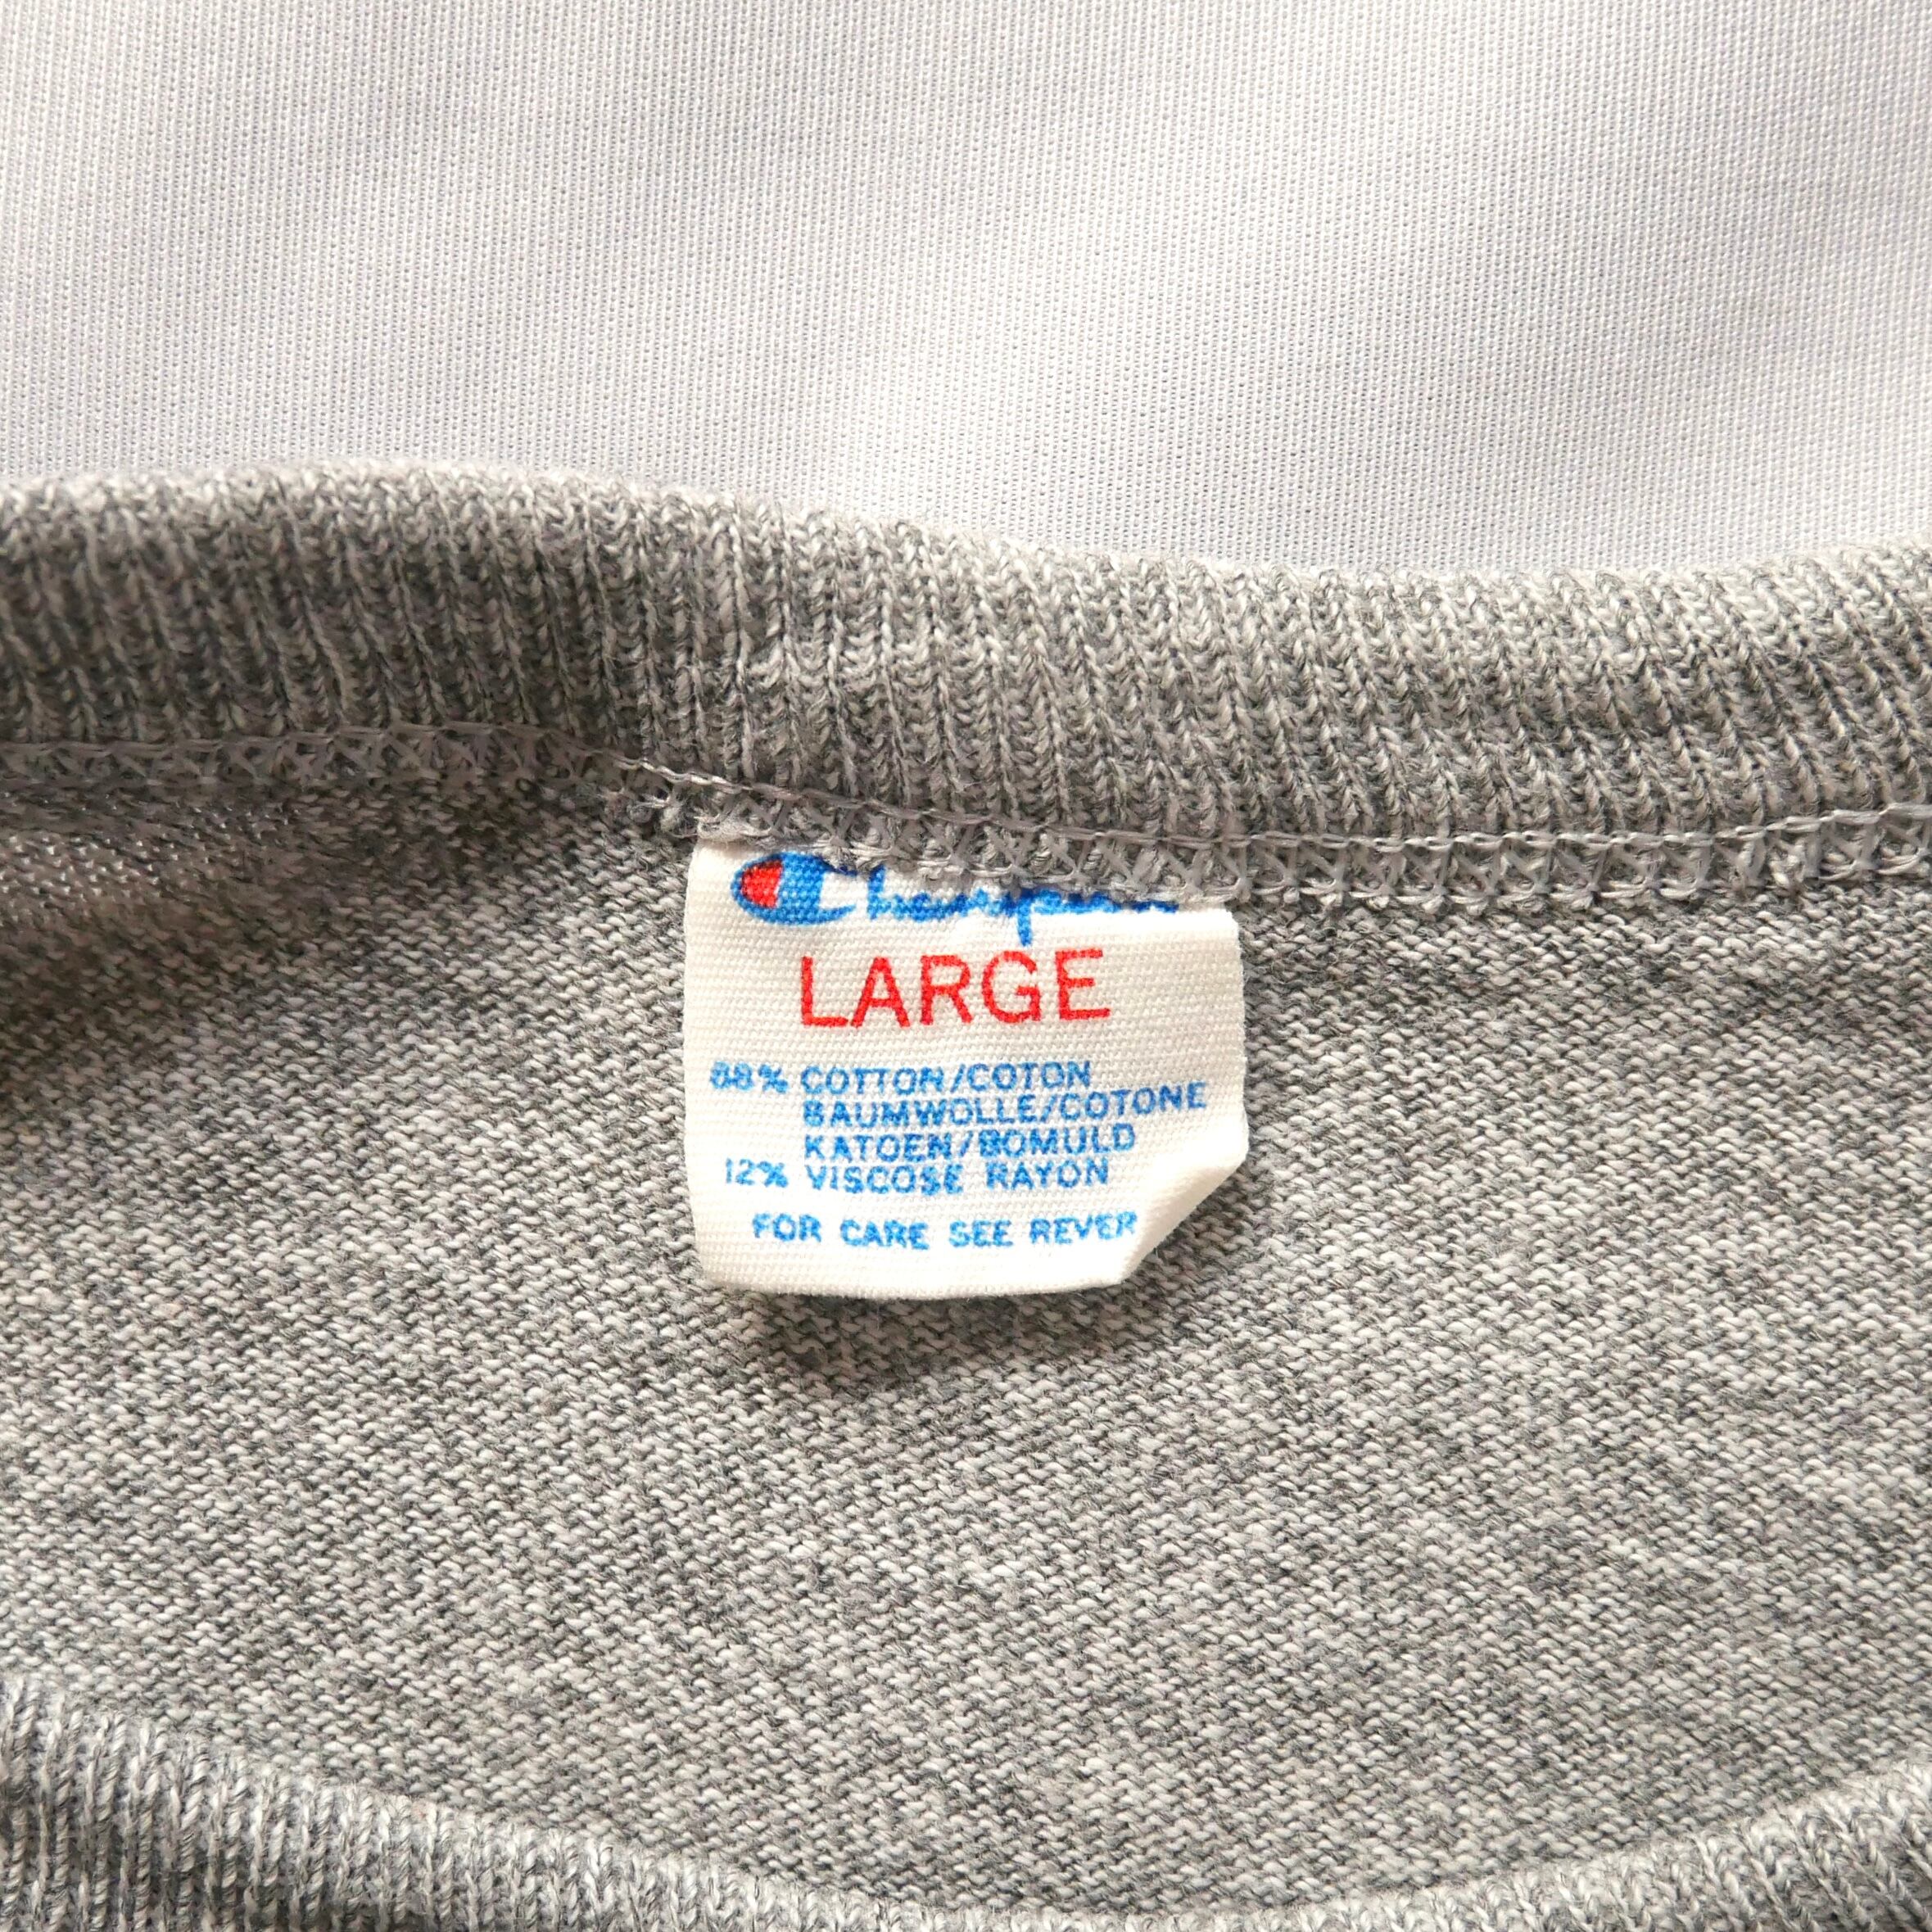 Champion
LARGE
88% COTTON/COTON
BAUMWOLLE/COTONE
KATOEN/BOMULD
12% VISCOSE RAYON
FOR CARE SEE REVER